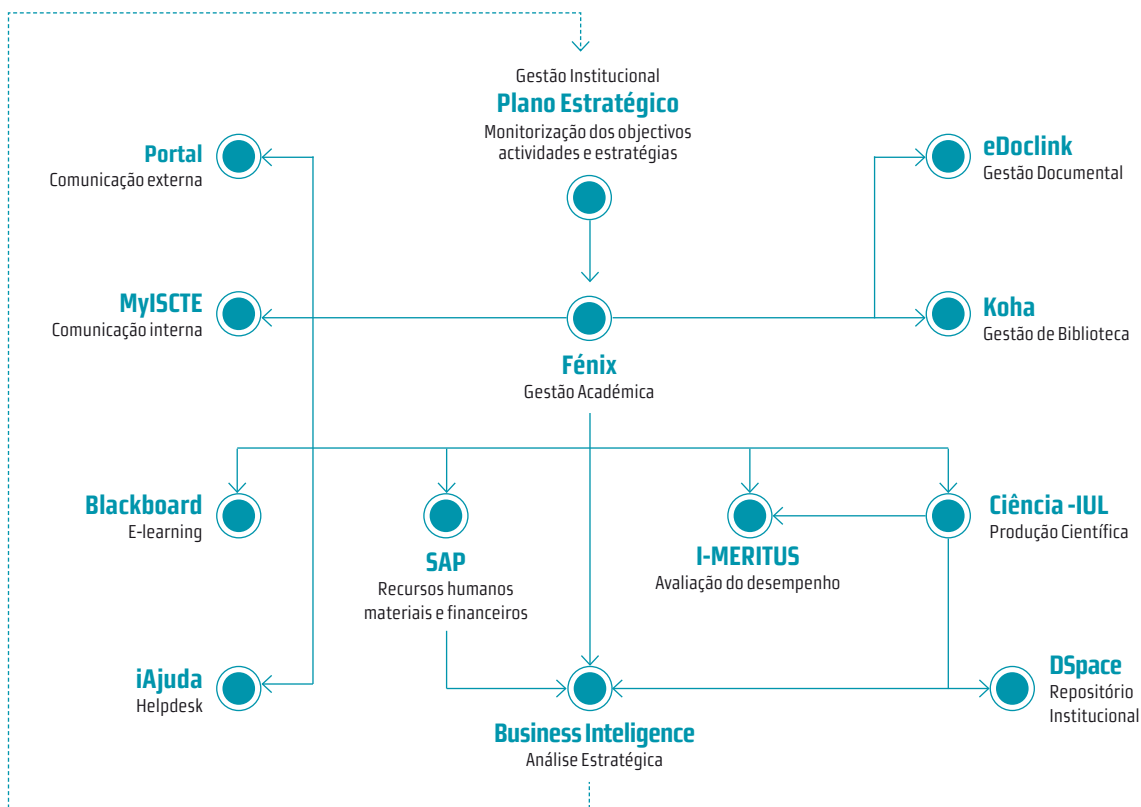 Gestão Institucional
Plano Estratégico
Monitorização dos objectivos
actividades e estratégias
Portal
Comunicação externa
eDoclink
Gestão Documental
MyISCTE
Comunicação interna
Koha
Gestão de Biblioteca
Fénix
Gestão Académica
Blackboard
E-learning
SAP
Recursos humanos
materiais e financeiros
I-MERITUS
Avaliação do desempenho
Ciência -IUL
Produção Científica
iAjuda
Helpdesk
Business Inteligence
Análise Estratégica
DSpace
Repositório
Institucional